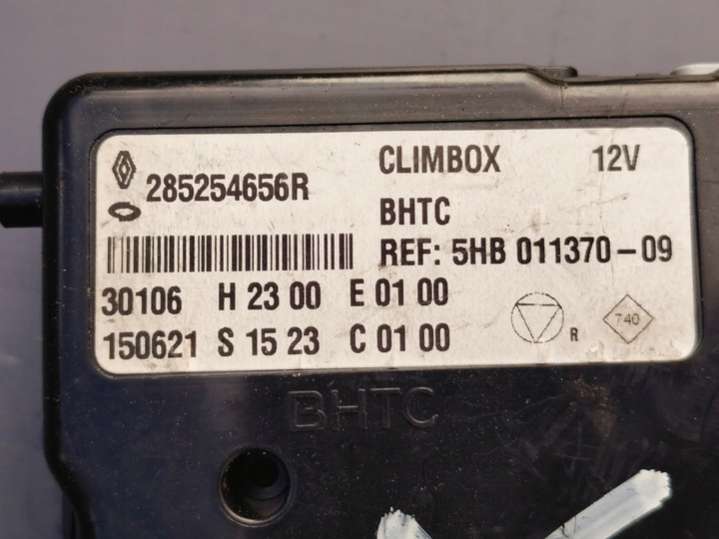 CLIMBOX 12V
285254656R
BHTC
REF: 5HB 011370-09
30106 H 23 00 E 01 00
150621 S 15 23 C 01 00
R
740
BHTC